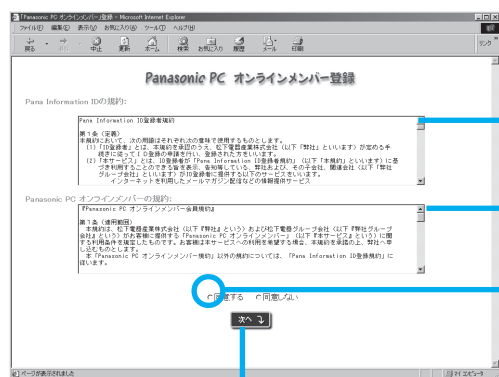 「Panasonic PC オンラインメンバー」登録 - Microsoft Internet Explorer
ファイル(F) 編集(E) 表示(V) お気に入り(A) ツール(T) ヘルプ(H)
戻る 進む 中止 更新 ホーム 検索 お気に入り 履歴 メール 印刷 リンク
Panasonic PC オンラインメンバー登録
Pana Information IDの規約:
Pana Information ID登録者規約
第1条 (定義)
本規約において、次の用語はそれぞれ次の意味で使用するものとします。
(1)「ID登録者」とは、本規約を承認のうえ、松下電器産業株式会社(以下「弊社」といいます)が定める手
続きに従ってID登録の申請を行い、登録された方をいいます。
(2)「本サービス」とは、ID登録者が「Pana Information ID登録者規約」(以下「本規約」といいます)に基
づき利用することのできる旨を表示、告知等している、弊社および、その子会社、関連会社(以下「弊社
グループ会社」といいます)がID登録者に提供する以下のサービスをいいます。
インターネットを利用したメールマガジン配信などの情報提供サービス
Panasonic PC オンラインメンバーの規約:
『Panasonic PC オンラインメンバー会員規約』
第1条(適用範囲)
本規約は、松下電器産業株式会社(以下『弊社』という)および松下電器グループ会社(以下『弊社グループ
会社』という)がお客様に提供する「Panasonic PC オンラインメンバー」(以下『本サービス』という)に関
する利用条件を規定したものです。お客様は本サービスへの利用を希望する場合、本規約を承諾の上、弊社へ申
し込むものとします。
本「Panasonic PC オンラインメンバー規約」以外の規約については、「Pana Information ID登録規約」に
従います。
同意する 同意しない
次へ
ページが表示されました マイ コンピュータ